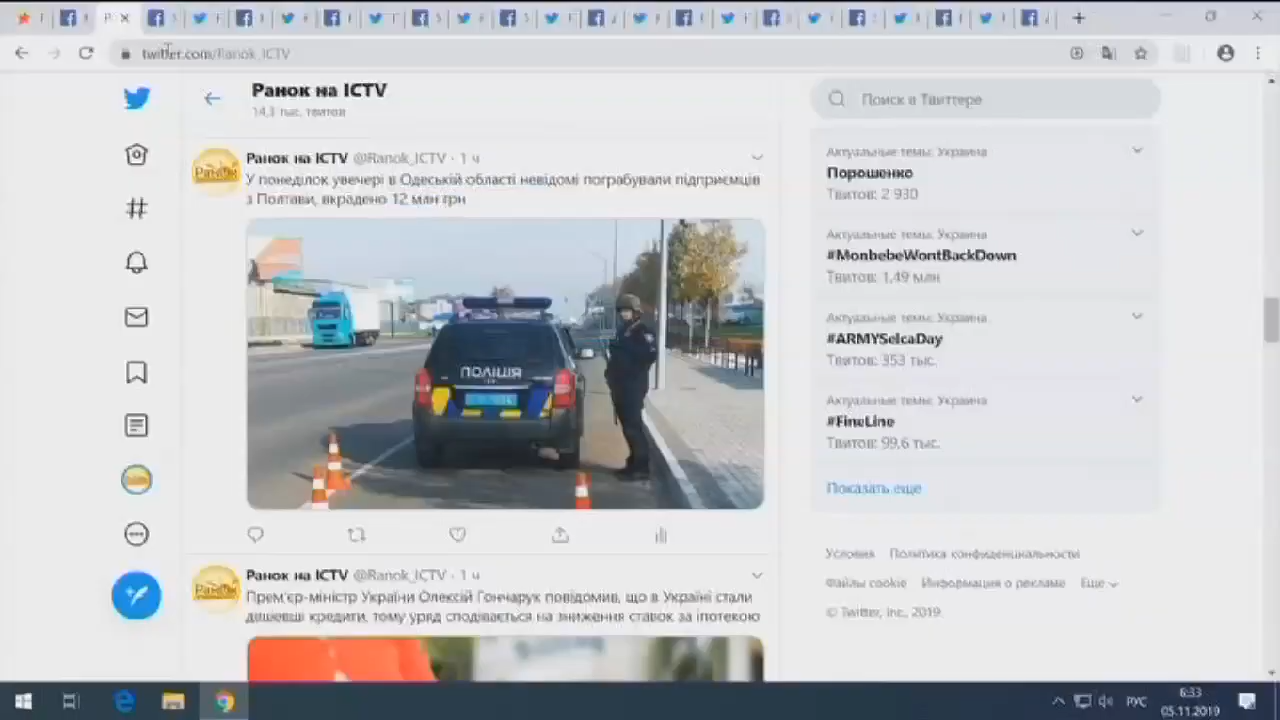 twitter.com/Ranok_ICTV
Ранок на ICTV
14,3 тыс. твитов
Поиск в Твиттере
Ранок на ICTV @Ranok_ICTV · 1 ч
У понеділок увечері в Одеській області невідомі пограбували підприємців
з Полтави, вкрадено 12 млн грн
ПОЛІЦІЯ
Ранок на ICTV @Ranok_ICTV · 1 ч
Прем'єр-міністр України Олексій Гончарук повідомив, що в Україні стали
дешевші кредити, тому уряд сподівається на зниження ставок за іпотекою
Актуальные темы: Украина
Порошенко
Твитов: 2 930
Актуальные темы: Украина
#MonbebeWontBackDown
Твитов: 1,49 млн
Актуальные темы: Украина
#ARMYSelcaDay
Твитов: 353 тыс.
Актуальные темы: Украина
#FineLine
Твитов: 99,6 тыс.
Показать еще
Условия Политика конфиденциальности
Файлы cookie Информация о рекламе Еще
© Twitter, Inc., 2019
РУС
6:33
05.11.2019